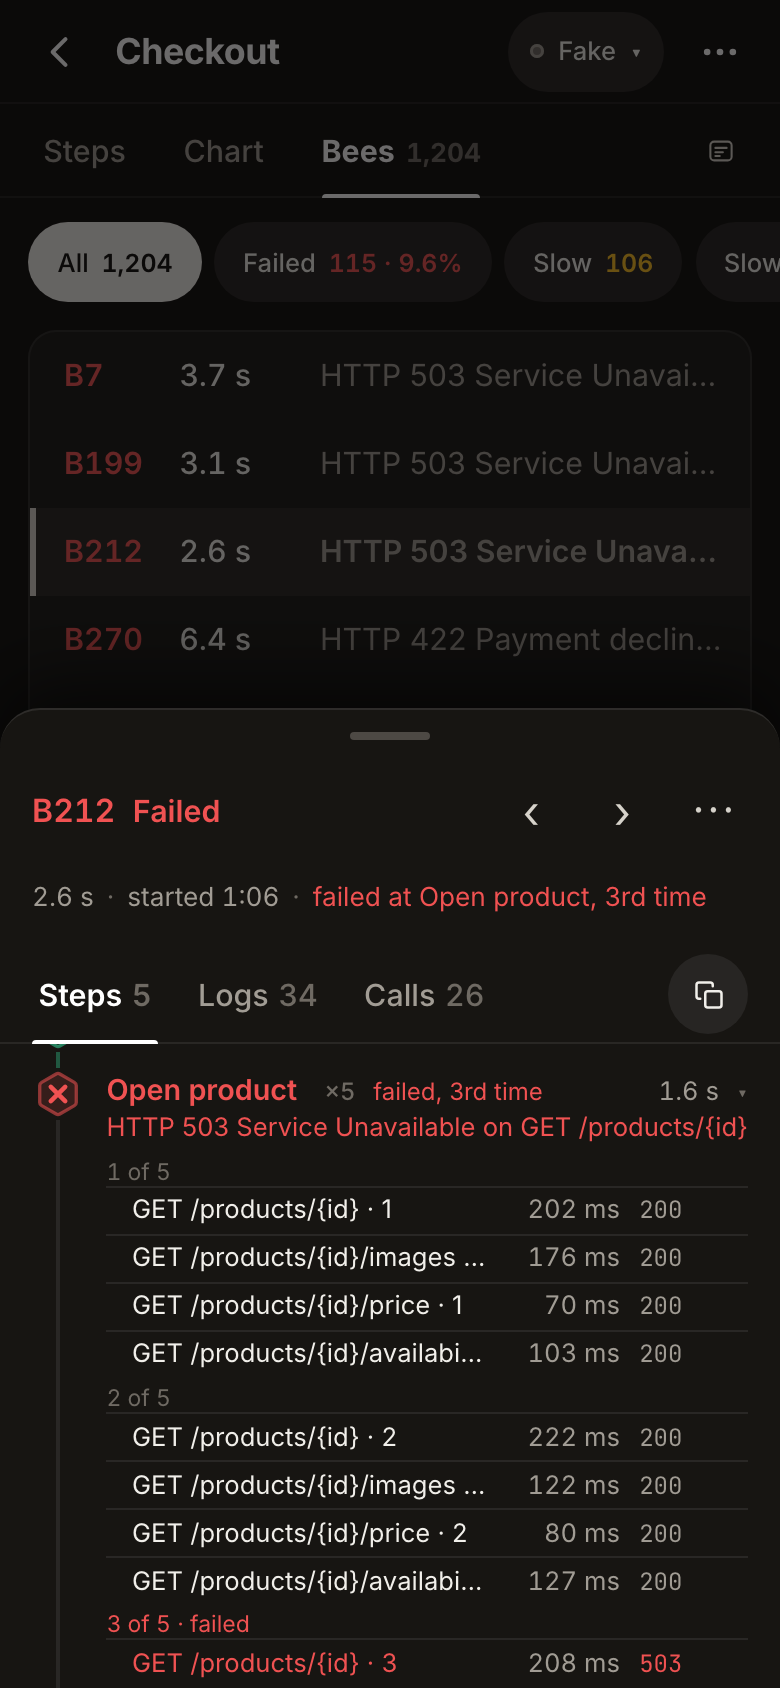 Checkout
Fake ▾
Steps Chart Bees 1,204
All 1,204 Failed 115 · 9.6% Slow 106 Slow
B7 3.7 s HTTP 503 Service Unavai...
B199 3.1 s HTTP 503 Service Unavai...
B212 2.6 s HTTP 503 Service Unava...
B270 6.4 s HTTP 422 Payment declin...
B212 Failed ‹ › ···
2.6 s · started 1:06 · failed at Open product, 3rd time
Steps 5 Logs 34 Calls 26
Open product ×5 failed, 3rd time 1.6 s ▾
HTTP 503 Service Unavailable on GET /products/{id}
1 of 5
GET /products/{id} · 1 202 ms 200
GET /products/{id}/images ... 176 ms 200
GET /products/{id}/price · 1 70 ms 200
GET /products/{id}/availabi... 103 ms 200
2 of 5
GET /products/{id} · 2 222 ms 200
GET /products/{id}/images ... 122 ms 200
GET /products/{id}/price · 2 80 ms 200
GET /products/{id}/availabi... 127 ms 200
3 of 5 · failed
GET /products/{id} · 3 208 ms 503